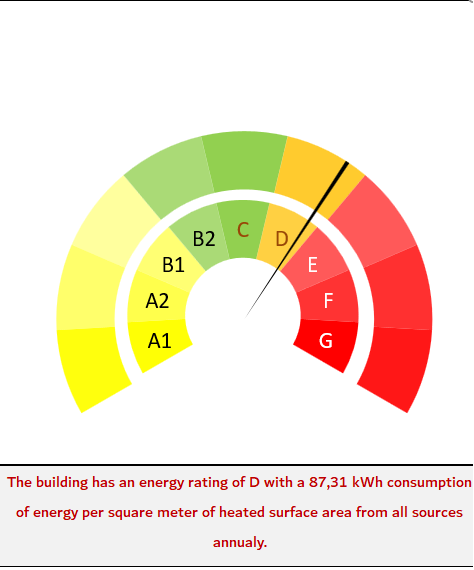 C
B2
D
B1
E
A2
F
A1
G
The building has an energy rating of D with a 87,31 kWh consumption
of energy per square meter of heated surface area from all sources
annualy.